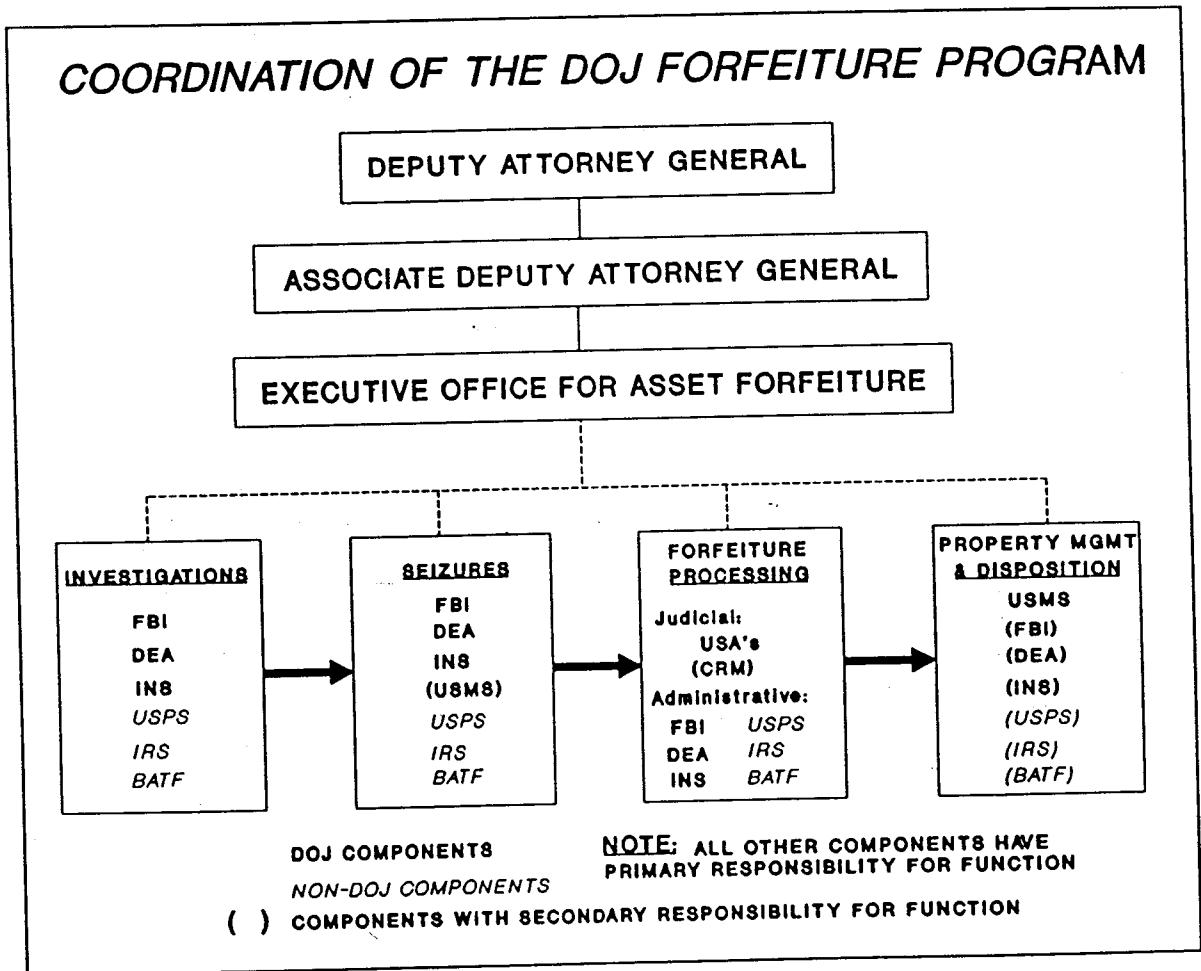 COORDINATION OF THE DOJ FORFEITURE PROGRAM
DEPUTY ATTORNEY GENERAL
ASSOCIATE DEPUTY ATTORNEY GENERAL
EXECUTIVE OFFICE FOR ASSET FORFEITURE
INVESTIGATIONS
FBI
DEA
INS
USPS
IRS
BATF
SEIZURES
FBI
DEA
INS
(USMS)
USPS
IRS
BATF
FORFEITURE
PROCESSING
Judicial:
USA's
(CRM)
Administrative:
FBI USPS
DEA IRS
INS BATF
PROPERTY MGMT
& DISPOSITION
USMS
(FBI)
(DEA)
(INS)
(USPS)
(IRS)
(BATF)
DOJ COMPONENTS
NON-DOJ COMPONENTS
( ) COMPONENTS WITH SECONDARY RESPONSIBILITY FOR FUNCTION
NOTE: ALL OTHER COMPONENTS HAVE
PRIMARY RESPONSIBILITY FOR FUNCTION